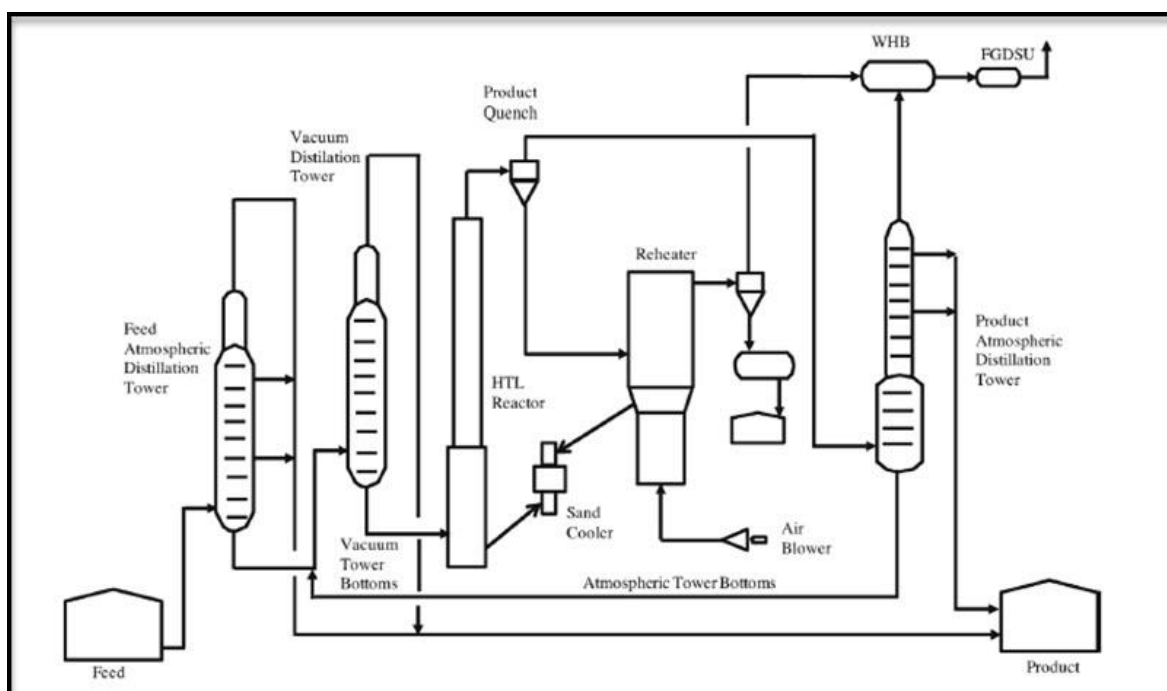 WHB
FGDSU
Product
Quench
Vacuum
Distilation
Tower
Reheater
Feed
Atmospheric
Distillation
Tower
HTL
Reactor
Product
Atmospheric
Distillation
Tower
Sand
Cooler
Air
Blower
Vacuum
Tower
Bottoms
Atmospheric Tower Bottoms
Feed
Product